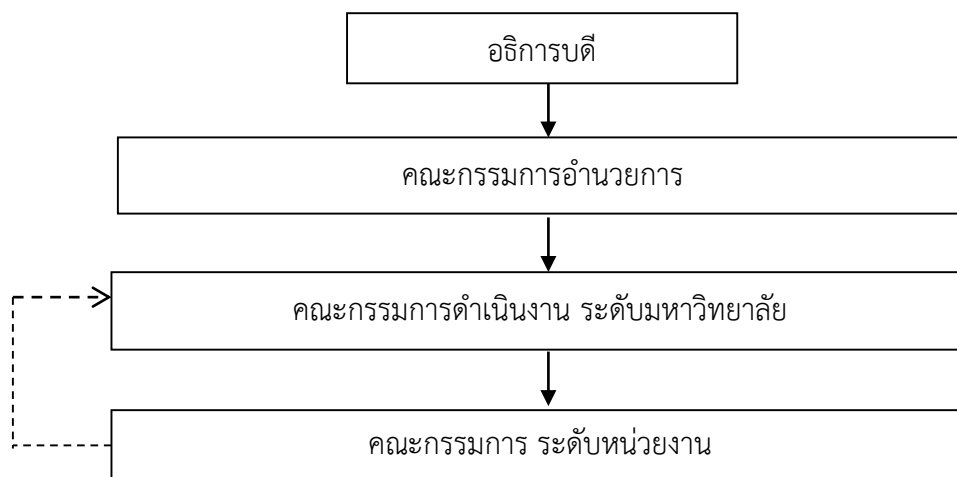 อธิการบดี
คณะกรรมการอำนวยการ
คณะกรรมการดำเนินงาน ระดับมหาวิทยาลัย
คณะกรรมการ ระดับหน่วยงาน